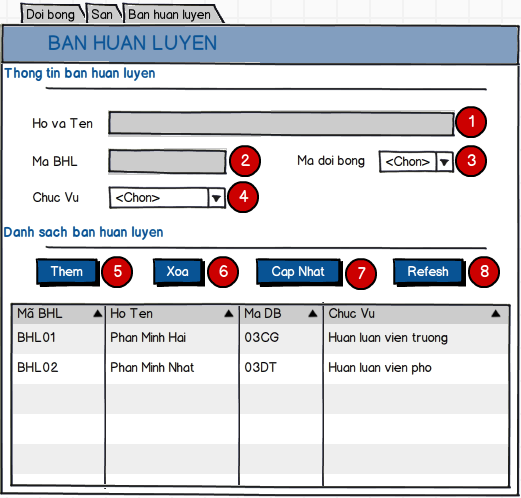 Doi bong San Ban huan luyen
BAN HUAN LUYEN
Thong tin ban huan luyen
Ho va Ten 1
Ma BHL 2 Ma doi bong <Chon> 3
Chuc Vu <Chon> 4
Danh sach ban huan luyen
Them 5 Xoa 6 Cap Nhat 7 Refesh 8
Mã BHL Ho Ten Ma DB Chuc Vu
BHL01 Phan Minh Hai 03CG Huan luan vien truong
BHL02 Phan Minh Nhat 03DT Huan luan vien pho